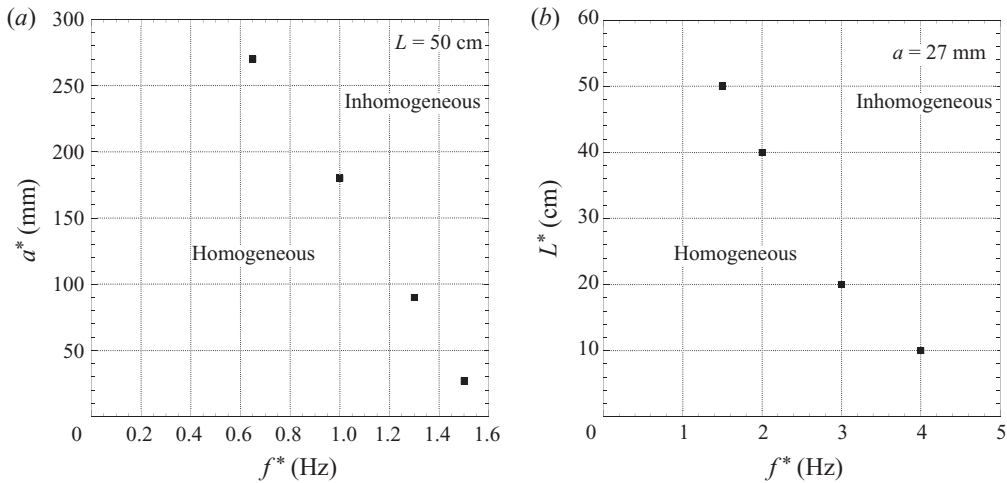 (a)
300
250
200
150
100
50
0
0.2
0.4
0.6
0.8
1.0
1.2
1.4
1.6
a* (mm)
f* (Hz)
L = 50 cm
Inhomogeneous
Homogeneous
(b)
60
50
40
30
20
10
0
1
2
3
4
5
L* (cm)
f* (Hz)
a = 27 mm
Inhomogeneous
Homogeneous